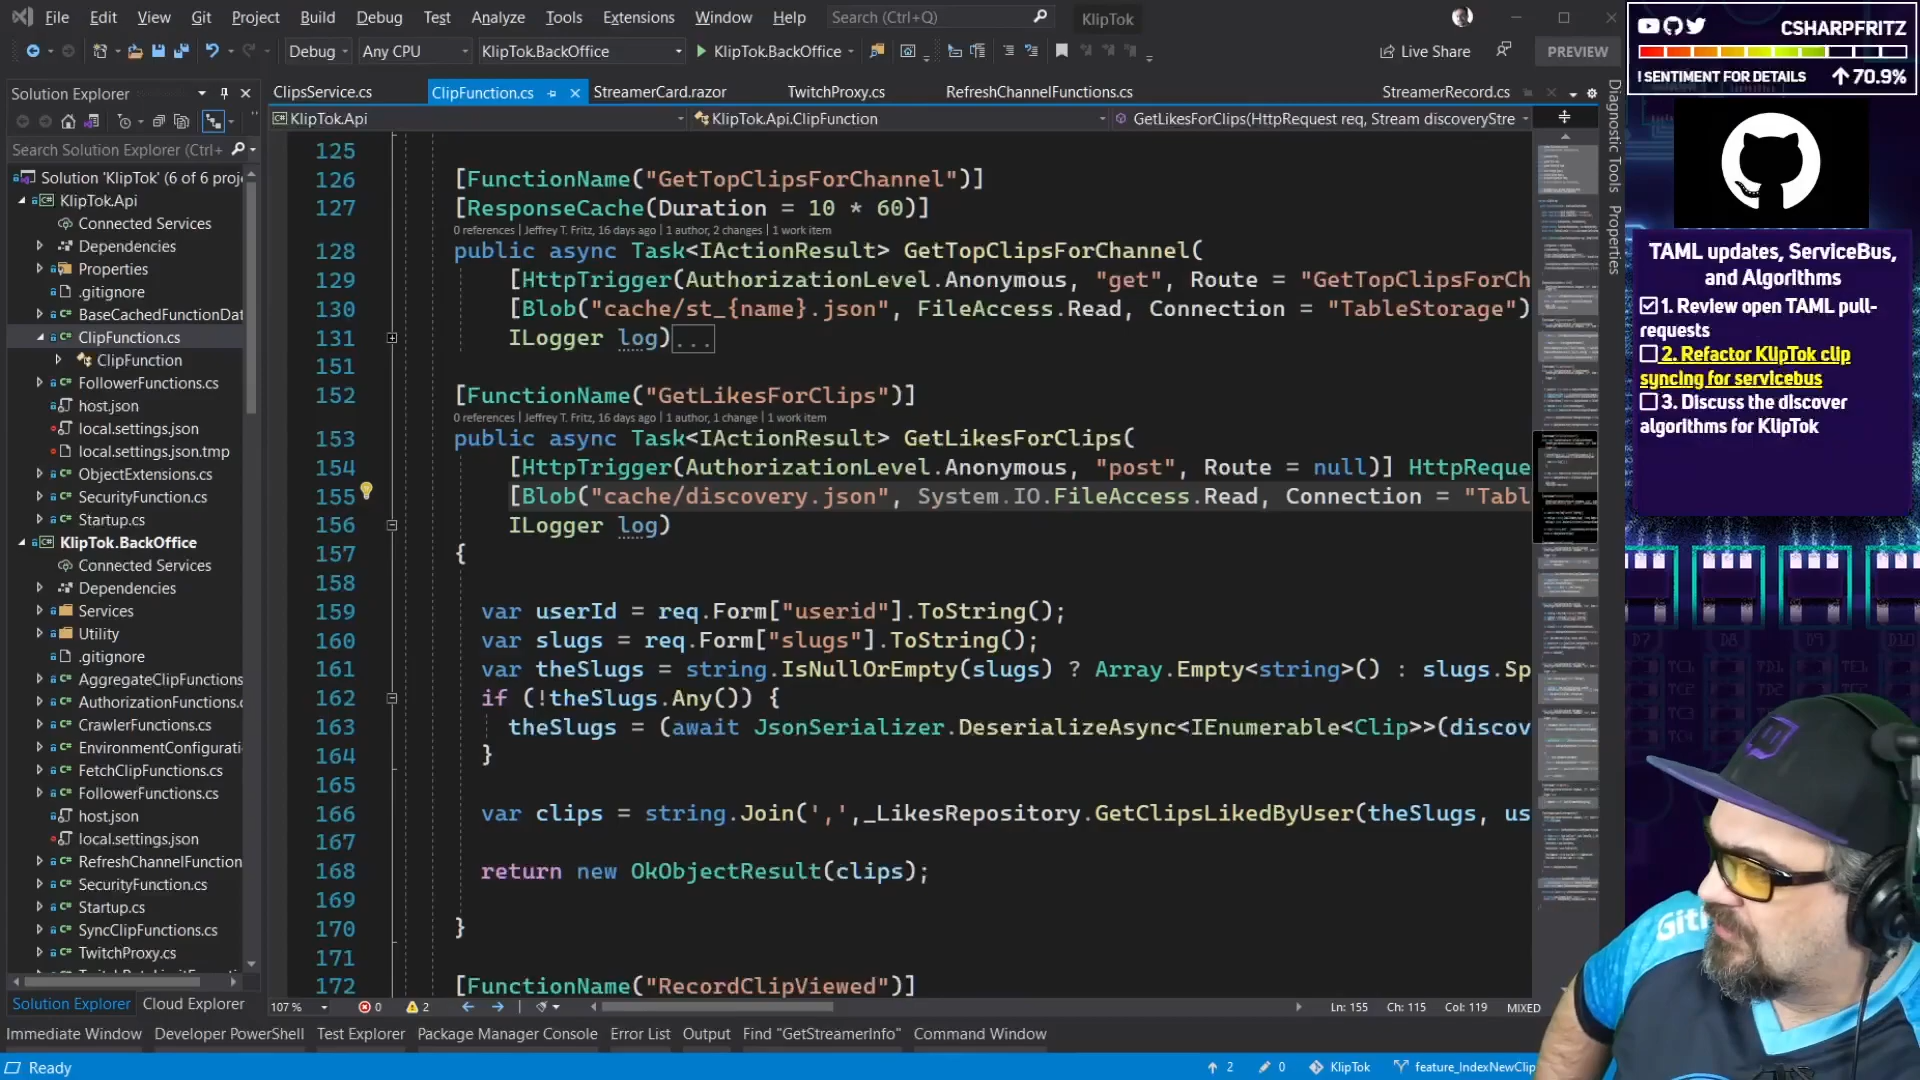 File Edit View Git Project Build Debug Test Analyze Tools Extensions Window Help Search (Ctrl+Q) KlipTok
Debug Any CPU KlipTok.BackOffice KlipTok.BackOffice Live Share PREVIEW
CSHARPFRITZ
! SENTIMENT FOR DETAILS 70.9%
Solution Explorer
ClipsService.cs ClipFunction.cs StreamerCard.razor TwitchProxy.cs RefreshChannelFunctions.cs StreamerRecord.cs
KlipTok.Api KlipTok.Api.ClipFunction GetLikesForClips(HttpRequest req, Stream discoveryStre
Search Solution Explorer (Ctrl+
Solution 'KlipTok' (6 of 6 proj
KlipTok.Api
Connected Services
Dependencies
Properties
.gitignore
BaseCachedFunctionDat
ClipFunction.cs
ClipFunction
FollowerFunctions.cs
host.json
local.settings.json
local.settings.json.tmp
ObjectExtensions.cs
SecurityFunction.cs
Startup.cs
KlipTok.BackOffice
Connected Services
Dependencies
Services
Utility
.gitignore
AggregateClipFunctions
AuthorizationFunctions.c
CrawlerFunctions.cs
EnvironmentConfigurati
FetchClipFunctions.cs
FollowerFunctions.cs
host.json
local.settings.json
RefreshChannelFunction
SecurityFunction.cs
Startup.cs
SyncClipFunctions.cs
TwitchProxy.cs
Solution Explorer Cloud Explorer
125
126 [FunctionName("GetTopClipsForChannel")]
127 [ResponseCache(Duration = 10 * 60)]
0 references | Jeffrey T. Fritz, 16 days ago | 1 author, 2 changes | 1 work item
128 public async Task<IActionResult> GetTopClipsForChannel(
129 [HttpTrigger(AuthorizationLevel.Anonymous, "get", Route = "GetTopClipsForCh
130 [Blob("cache/st_{name}.json", FileAccess.Read, Connection = "TableStorage")
131 ILogger log)...
151
152 [FunctionName("GetLikesForClips")]
0 references | Jeffrey T. Fritz, 16 days ago | 1 author, 1 change | 1 work item
153 public async Task<IActionResult> GetLikesForClips(
154 [HttpTrigger(AuthorizationLevel.Anonymous, "post", Route = null)] HttpReque
155 [Blob("cache/discovery.json", System.IO.FileAccess.Read, Connection = "Tabl
156 ILogger log)
157 {
158
159 var userId = req.Form["userid"].ToString();
160 var slugs = req.Form["slugs"].ToString();
161 var theSlugs = string.IsNullOrEmpty(slugs) ? Array.Empty<string>() : slugs.Sp
162 if (!theSlugs.Any()) {
163 theSlugs = (await JsonSerializer.DeserializeAsync<IEnumerable<Clip>>(discov
164 }
165
166 var clips = string.Join(',',_LikesRepository.GetClipsLikedByUser(theSlugs, us
167
168 return new OkObjectResult(clips);
169
170 }
171
172 [FunctionName("RecordClipViewed")]
107 % 0 2 Ln: 155 Ch: 115 Col: 119 MIXED
Immediate Window Developer PowerShell Test Explorer Package Manager Console Error List Output Find "GetStreamerInfo" Command Window
Ready 2 0 KlipTok feature_IndexNewClip
Diagnostic Tools
Properties
TAML updates, ServiceBus,
and Algorithms
1. Review open TAML pull-
requests
2. Refactor KlipTok clip
syncing for servicebus
3. Discuss the discover
algorithms for KlipTok
D7 D8 D9 D10